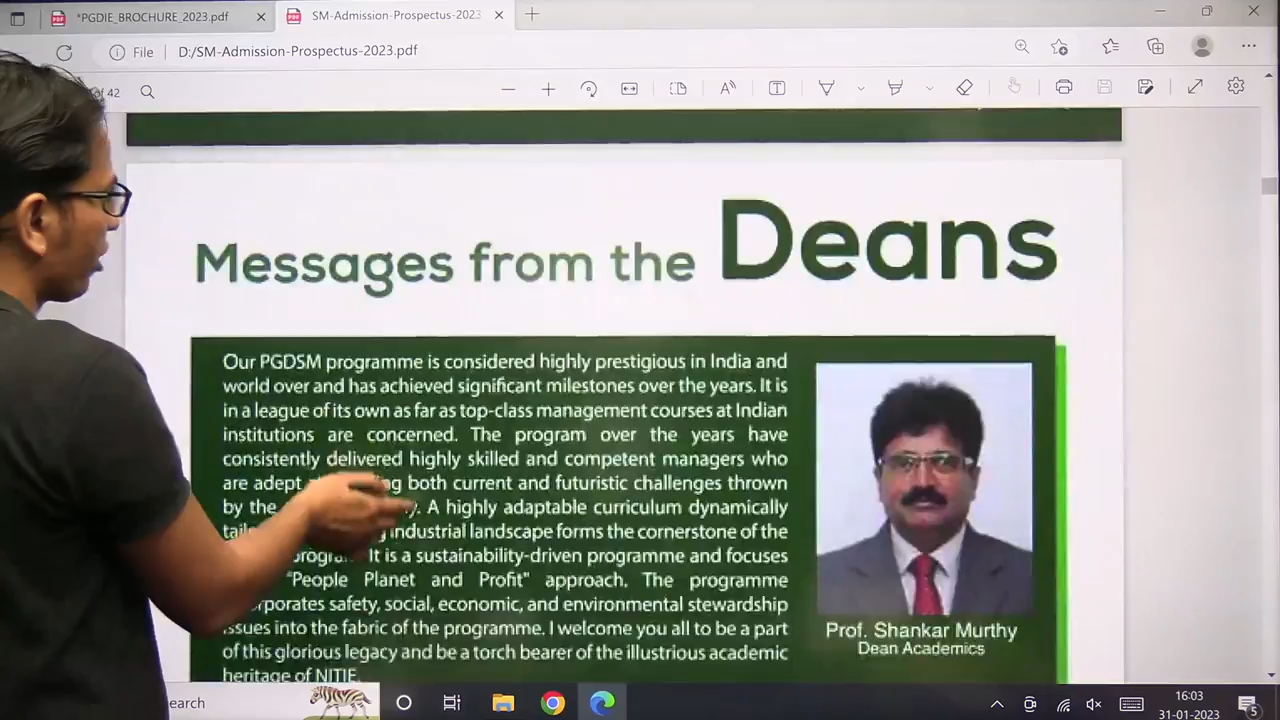 *PGDIE_BROCHURE_2023.pdf
SM-Admission-Prospectus-2023
File
D:/SM-Admission-Prospectus-2023.pdf
of 42
Messages from the Deans
Our PGDSM programme is considered highly prestigious in India and
world over and has achieved significant milestones over the years. It is
in a league of its own as far as top-class management courses at Indian
institutions are concerned. The program over the years have
consistently delivered highly skilled and competent managers who
are adept both current and futuristic challenges thrown
by the A highly adaptable curriculum dynamically
industrial landscape forms the cornerstone of the
It is a sustainability-driven programme and focuses
"People Planet and Profit" approach. The programme
safety, social, economic, and environmental stewardship
issues into the fabric of the programme. I welcome you all to be a part
of this glorious legacy and be a torch bearer of the illustrious academic
heritage of NITIE.
Prof. Shankar Murthy
Dean Academics
earch
16:03
31-01-2023
5